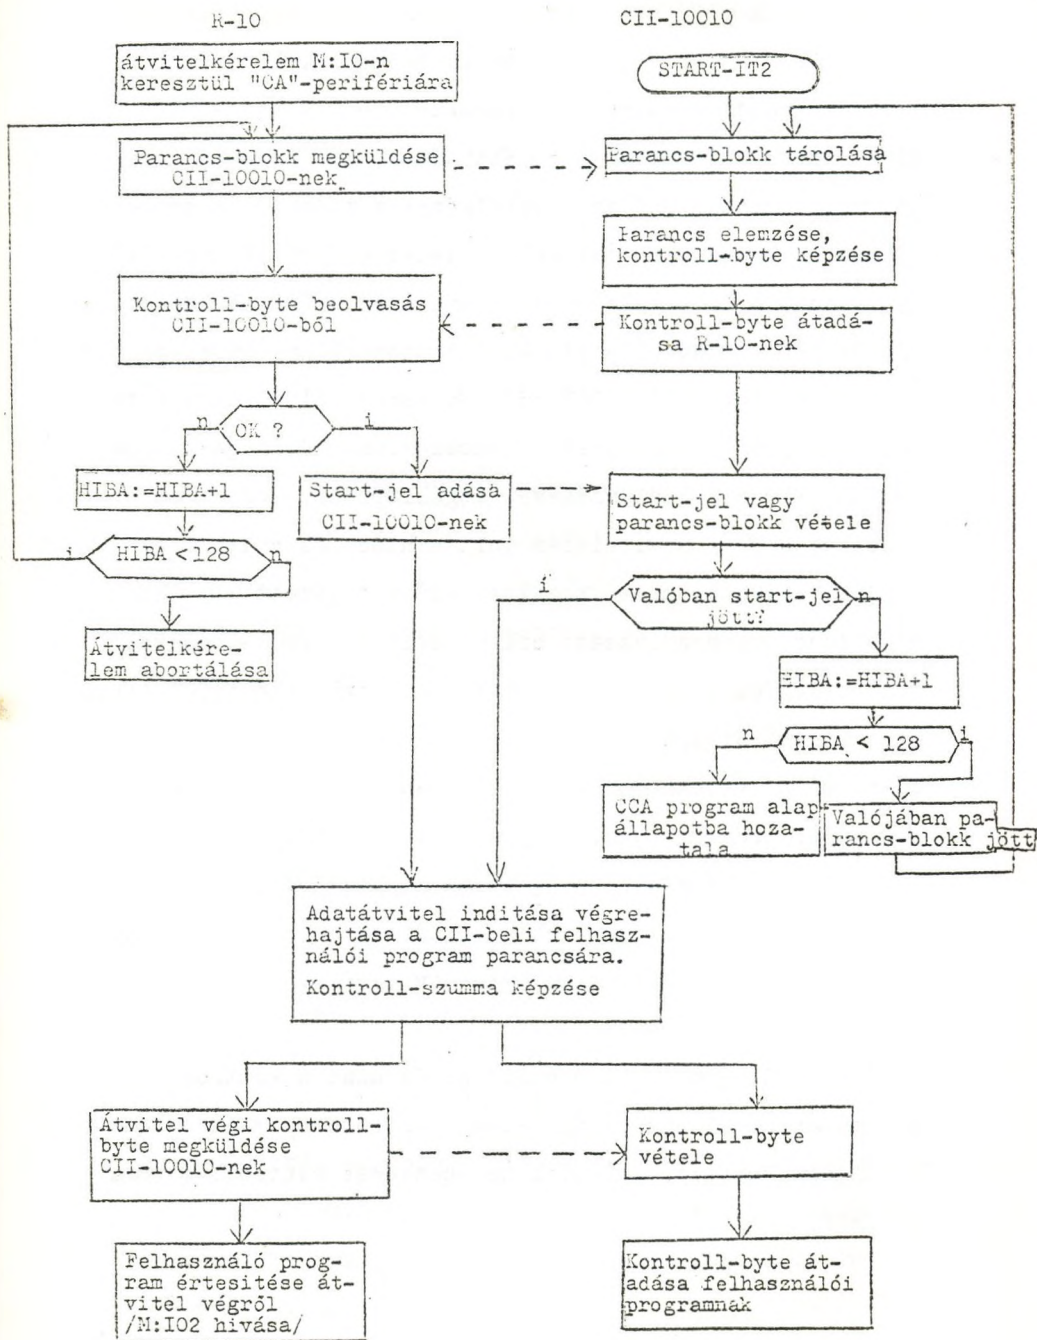 R-10
CII-10010
átvitelkérelem M:IO-n
keresztül "CA"-perifériára
START-IT2
Parancs-blokk megküldése
CII-10010-nek
Parancs-blokk tárolása
Parancs elemzése,
kontroll-byte képzése
Kontroll-byte beolvasás
CII-10010-ből
Kontroll-byte átadá-
sa R-10-nek
n
OK ?
i
HIBA:=HIBA+1
Start-jel adása
CII-10010-nek
Start-jel vagy
parancs-blokk vétele
i
HIBA < 128
n
Átvitelkére-
lem abortálása
í
Valóban start-jel
jött?
n
HIBA:=HIBA+1
n
HIBA < 128
i
CCA program alap
állapotba hoza-
tala
Valójában pa-
rancs-blokk jött
Adatátvitel inditása végre-
hajtása a CII-beli felhasz-
nálói program parancsára.
Kontroll-szumma képzése
Átvitel végi kontroll-
byte megküldése
CII-10010-nek
Kontroll-byte
vétele
Felhasználó prog-
ram értesitése át-
vitel végről
/M:IO2 hivása/
Kontroll-byte át-
adása felhasználói
programnak